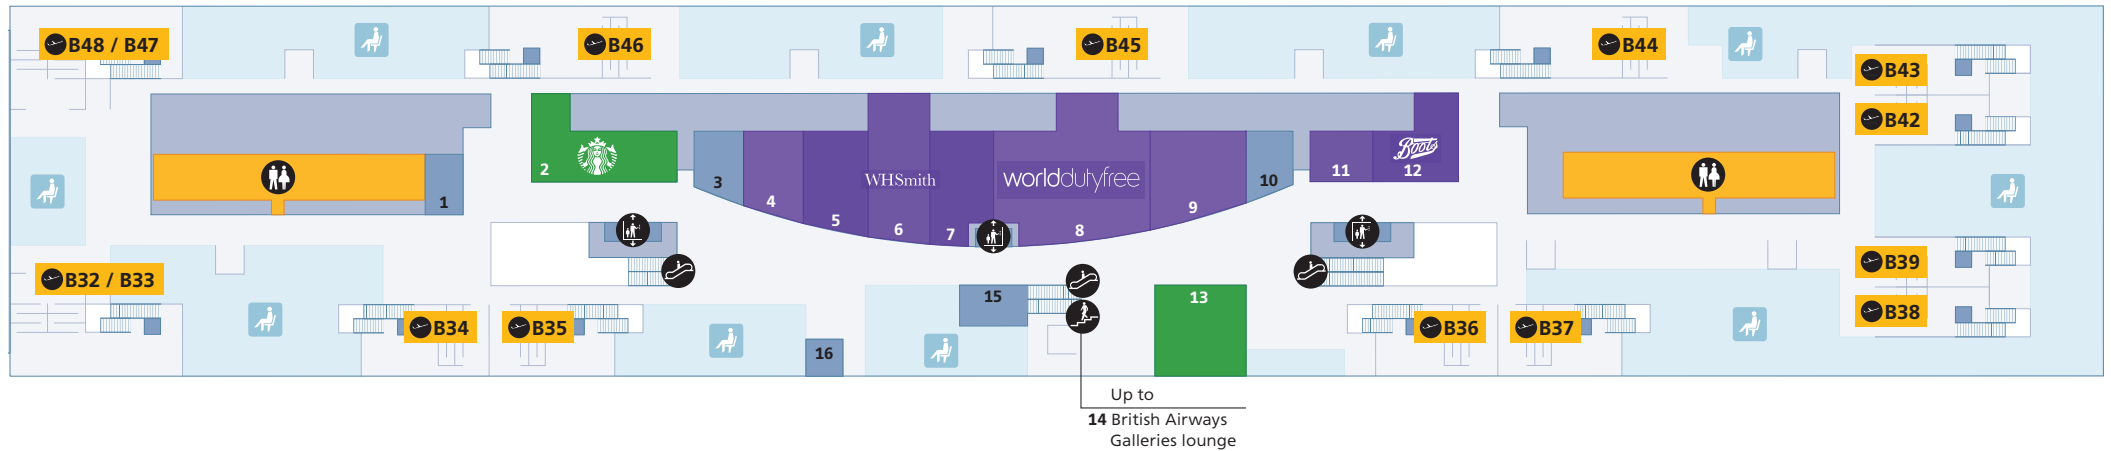 B48 / B47
B46
B45
B44
B43
B42
2
3
4
5
WHSmith
6
7
worlddutyfree
8
9
10
11
Boots
12
1
B32 / B33
B34
B35
16
15
13
B36
B37
B39
B38
Up to
14 British Airways
Galleries lounge